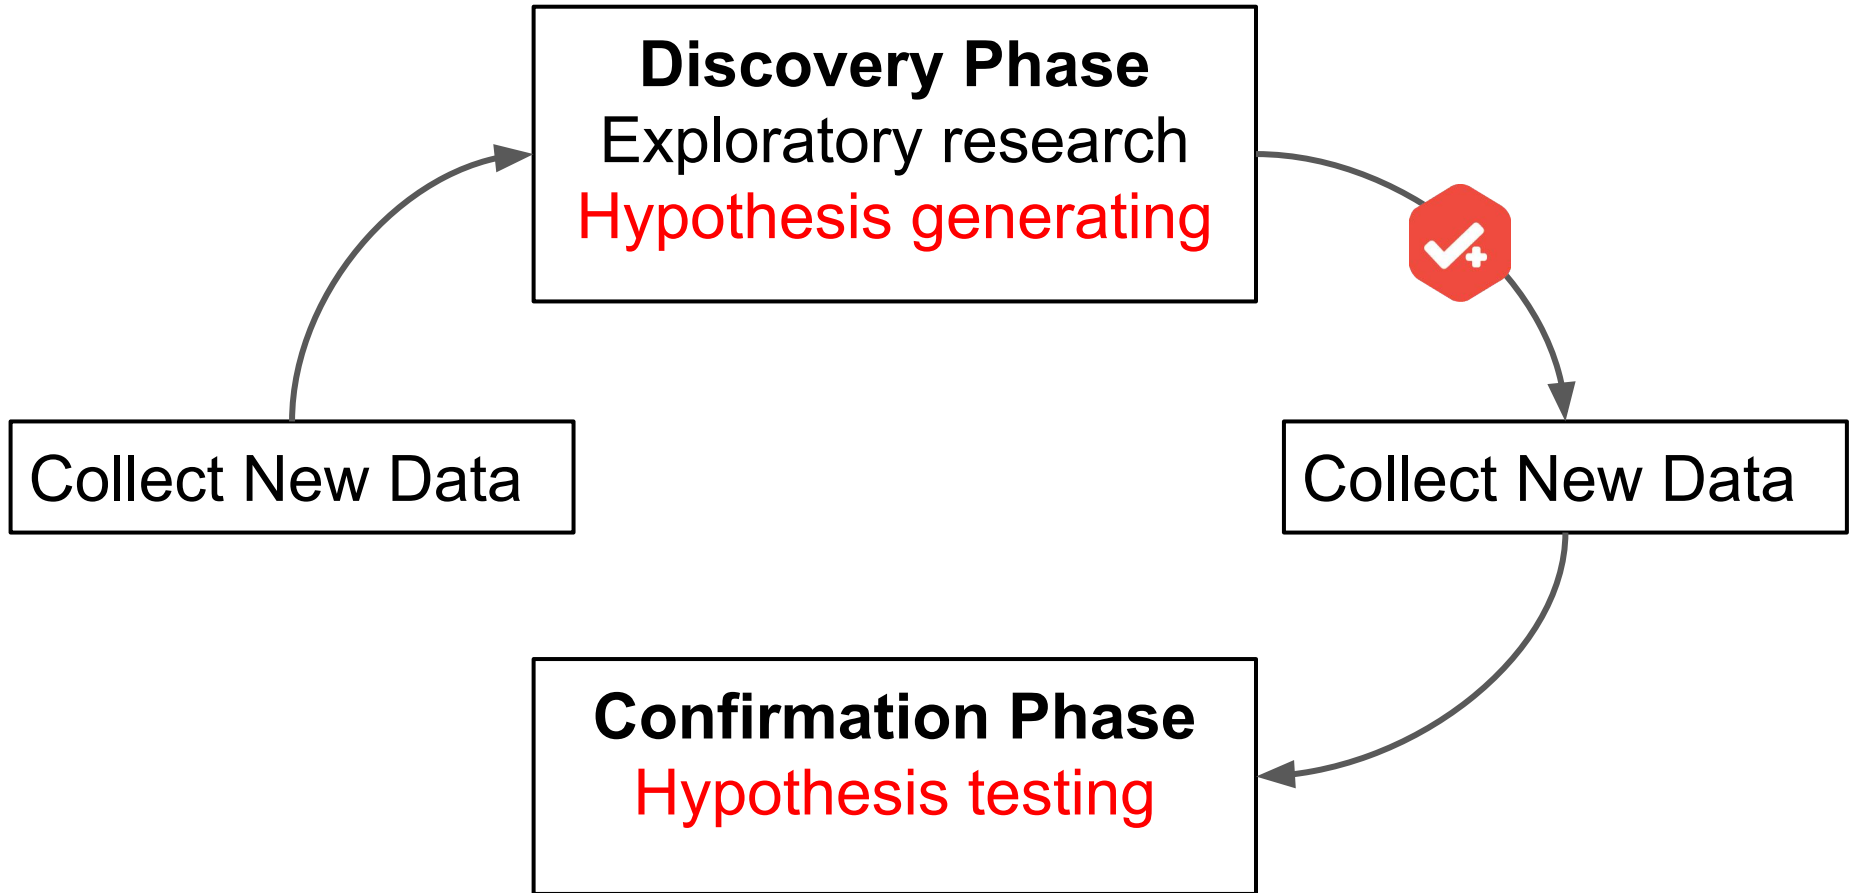 Discovery Phase
Exploratory research
Hypothesis generating
Collect New Data
Collect New Data
Confirmation Phase
Hypothesis testing